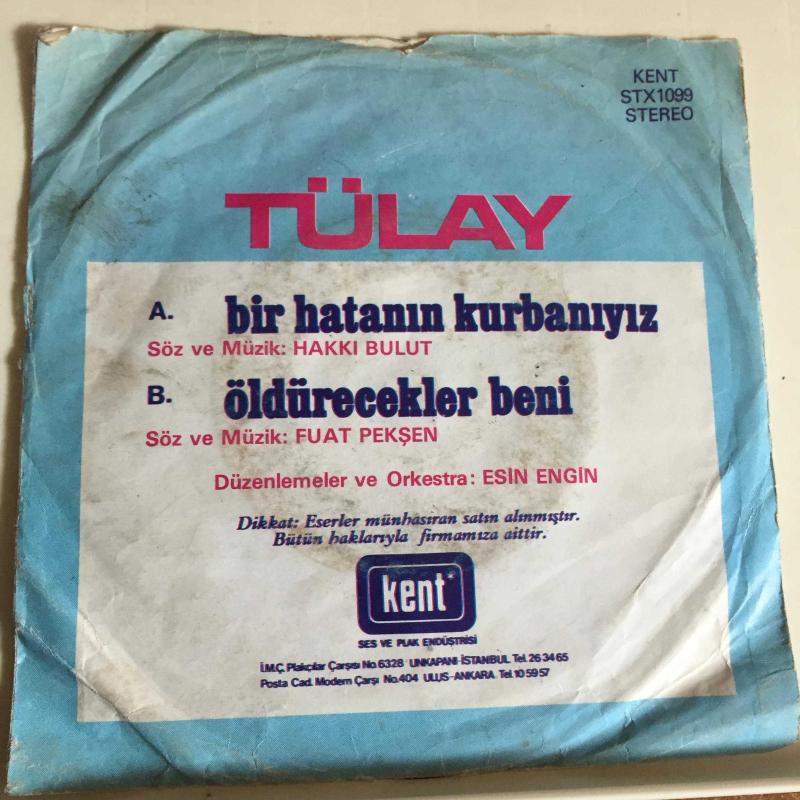 KENT
STX1099
STEREO
TÜLAY
A. bir hatanın kurbanıyız
Söz ve Müzik: HAKKI BULUT
B. öldürecekler beni
Söz ve Müzik: FUAT PEKŞEN
Düzenlemeler ve Orkestra: ESİN ENGİN
Dikkat: Eserler münhasıran satın alınmıştır.
Bütün haklarıyla firmamıza aittir.
kent*
SES VE PLAK ENDÜSTRİSİ
İ.M.Ç. Plakçılar Çarşısı No.6328 UNKAPANI-İSTANBUL Tel. 26 34 65
Posta Cad. Modern Çarşı No.404 ULUS-ANKARA Tel.10 59 57